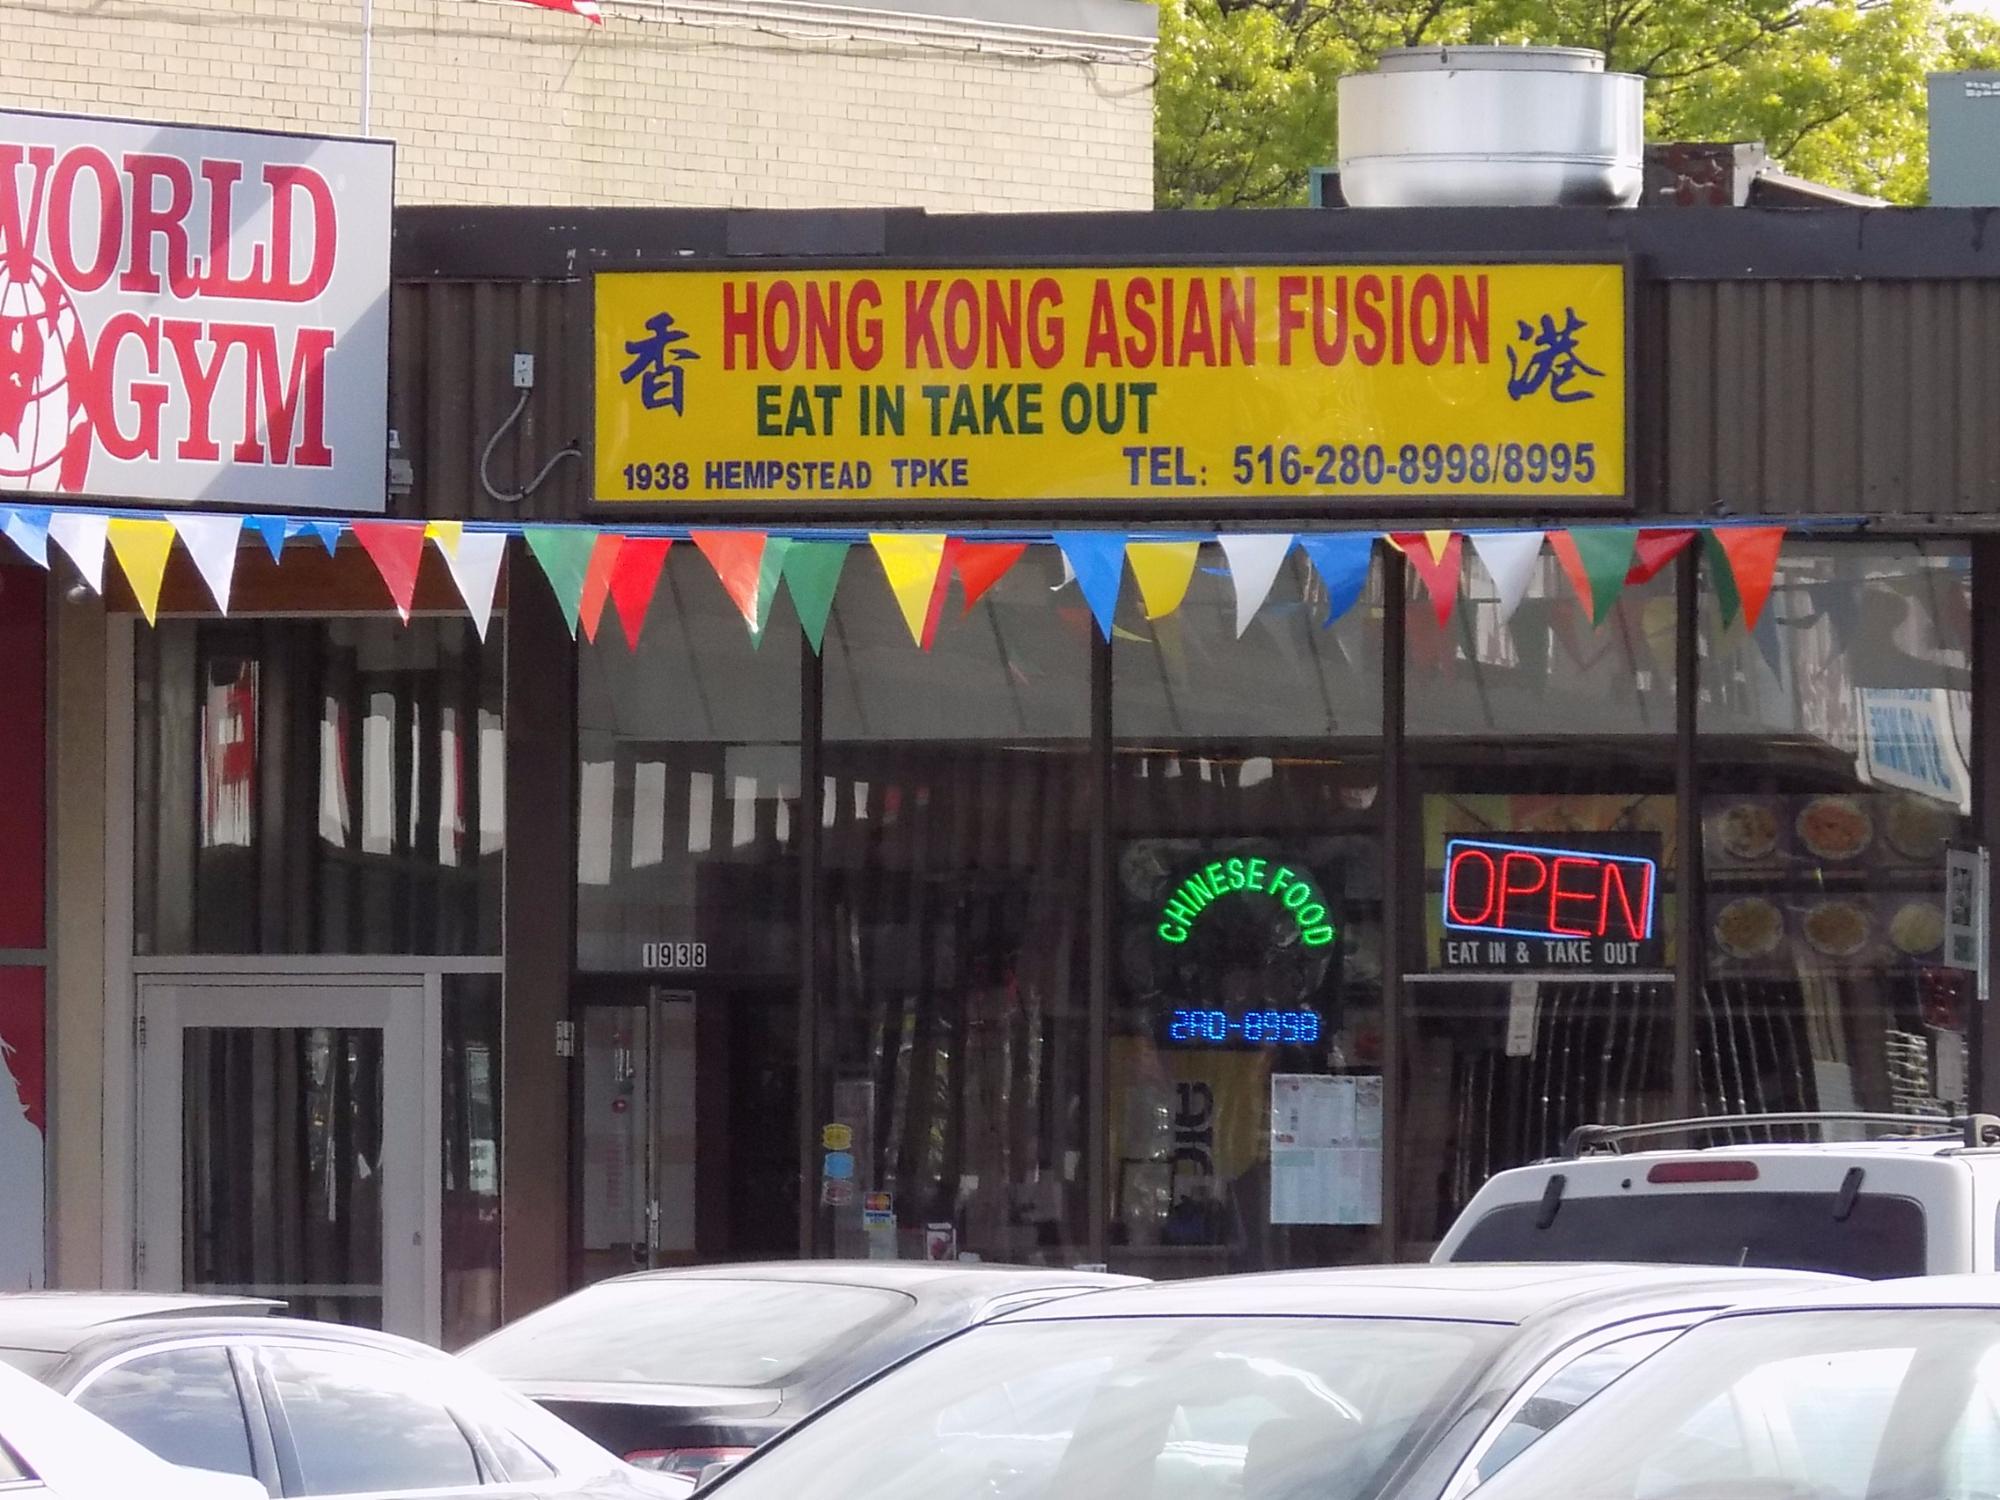 WORLD
GYM
香
HONG KONG ASIAN FUSION
港
EAT IN TAKE OUT
1938 HEMPSTEAD TPKE
TEL: 516-280-8998/8995
CHINESE FOOD
280-8998
OPEN
EAT IN & TAKE OUT
1938